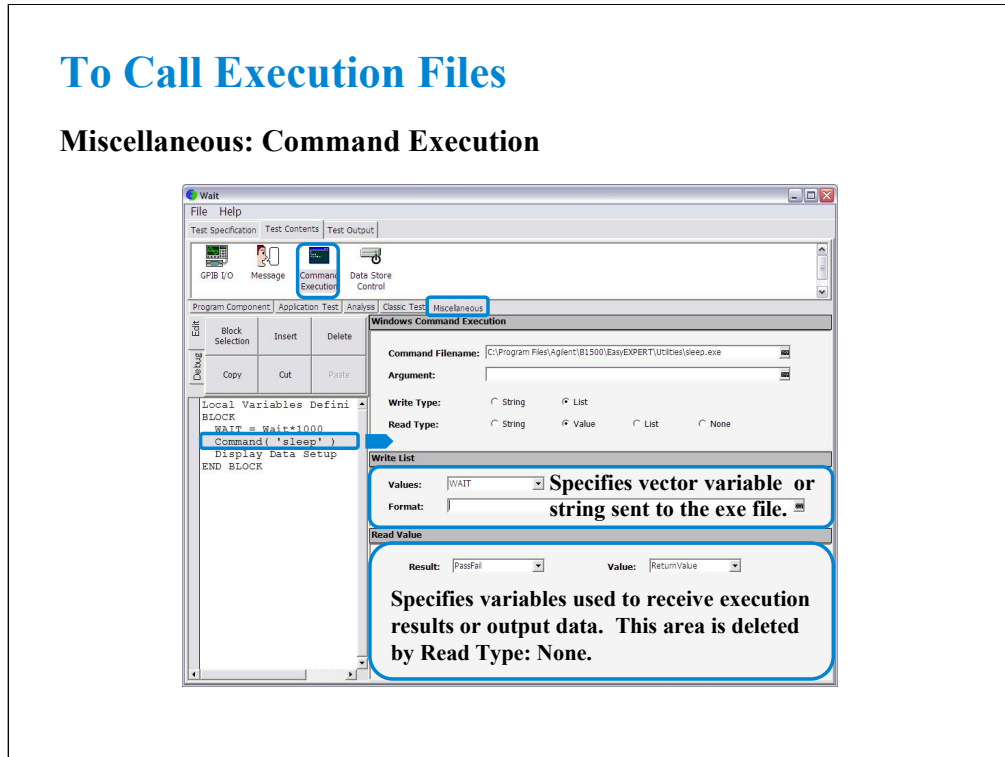 To Call Execution Files
Miscellaneous: Command Execution
Wait
File Help
Test Specification Test Contents Test Output
GPIB I/O Message Command Execution Data Store Control
Program Component Application Test Analysis Classic Test Miscellaneous
Edit
Debug
Block Selection Insert Delete
Copy Cut Paste
Local Variables Defini
BLOCK
WAIT = Wait*1000
Command( 'sleep' )
Display Data Setup
END BLOCK
Windows Command Execution
Command Filename: C:\Program Files\Agilent\B1500\EasyEXPERT\Utilities\sleep.exe
Argument:
Write Type: String List
Read Type: String Value List None
Write List
Values: WAIT
Format:
Specifies vector variable or
string sent to the exe file.
Read Value
Result: PassFail Value: ReturnValue
Specifies variables used to receive execution
results or output data. This area is deleted
by Read Type: None.